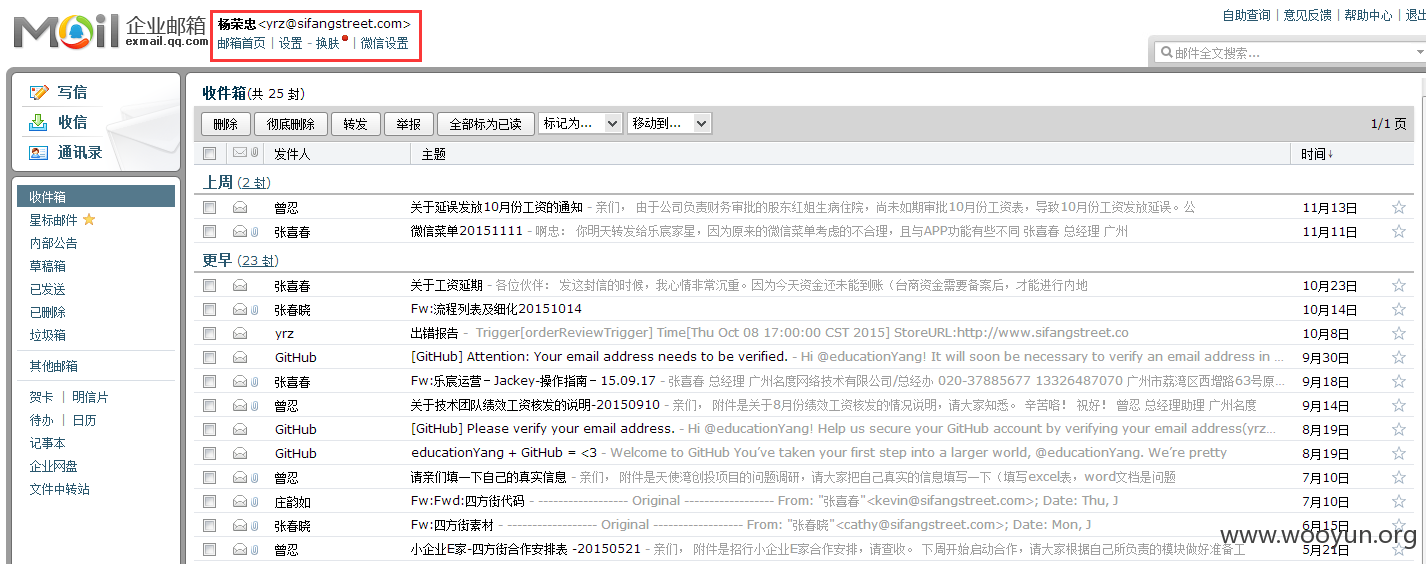 Mail 企业邮箱 exmail.qq.com
杨荣忠<yrz@sifangstreet.com>
邮箱首页 | 设置 - 换肤 | 微信设置
自助查询 | 意见反馈 | 帮助中心 | 退出
邮件全文搜索...
写信
收信
通讯录
收件箱
星标邮件
内部公告
草稿箱
已发送
已删除
垃圾箱
其他邮箱
贺卡 | 明信片
待办 | 日历
记事本
企业网盘
文件中转站
收件箱(共 25 封)
删除 彻底删除 转发 举报 全部标为已读 标记为... 移动到... 1/1 页
发件人 主题 时间↓
上周 (2 封)
曾忍 关于延误发放10月份工资的通知 - 亲们， 由于公司负责财务审批的股东红姐生病住院，尚未如期审批10月份工资表，导致10月份工资发放延误。公 11月13日
张喜春 微信菜单20151111 - 啊忠： 你明天转发给乐宸家星，因为原来的微信菜单考虑的不合理，且与APP功能有些不同 张喜春 总经理 广州 11月11日
更早 (23 封)
张喜春 关于工资延期 - 各位伙伴： 发这封信的时候，我心情非常沉重。因为今天资金还未能到账（台商资金需要备案后，才能进行内地 10月23日
张春晓 Fw:流程列表及细化20151014 10月14日
yrz 出错报告 - Trigger[orderReviewTrigger] Time[Thu Oct 08 17:00:00 CST 2015] StoreURL:http://www.sifangstreet.co 10月8日
GitHub [GitHub] Attention: Your email address needs to be verified. - Hi @educationYang! It will soon be necessary to verify an email address in ... 9月30日
张喜春 Fw:乐宸运营－Jackey-操作指南－15.09.17 - 张喜春 总经理 广州名度网络技术有限公司/总经办 020-37885677 13326487070 广州市荔湾区西增路63号原... 9月18日
曾忍 关于技术团队绩效工资核发的说明-20150910 - 亲们， 附件是关于8月份绩效工资核发的情况说明，请大家知悉。 辛苦咯！ 祝好！ 曾忍 总经理助理 广州名度 9月14日
GitHub [GitHub] Please verify your email address. - Hi @educationYang! Help us secure your GitHub account by verifying your email address(yrz... 8月19日
GitHub educationYang + GitHub = <3 - Welcome to GitHub You've taken your first step into a larger world, @educationYang. We're pretty 8月19日
曾忍 请亲们填一下自己的真实信息 - 亲们， 附件是天使湾创投项目的问题调研，请大家把自己真实的信息填写一下（填写excel表，word文档是问题 7月10日
庄韵如 Fw:Fwd:四方街代码 - ------------------ Original ------------------ From: "张喜春"<kevin@sifangstreet.com>; Date: Thu, J 7月10日
张春晓 Fw:四方街素材 - ------------------ Original ------------------ From: "张春晓"<cathy@sifangstreet.com>; Date: Mon, J 6月15日
曾忍 小企业E家-四方街合作安排表 -20150521 - 亲们， 附件是招行小企业E家合作安排，请查收。 下周开始启动合作，请大家根据自己所负责的模块做好准备工 5月21日
www.wooyun.org